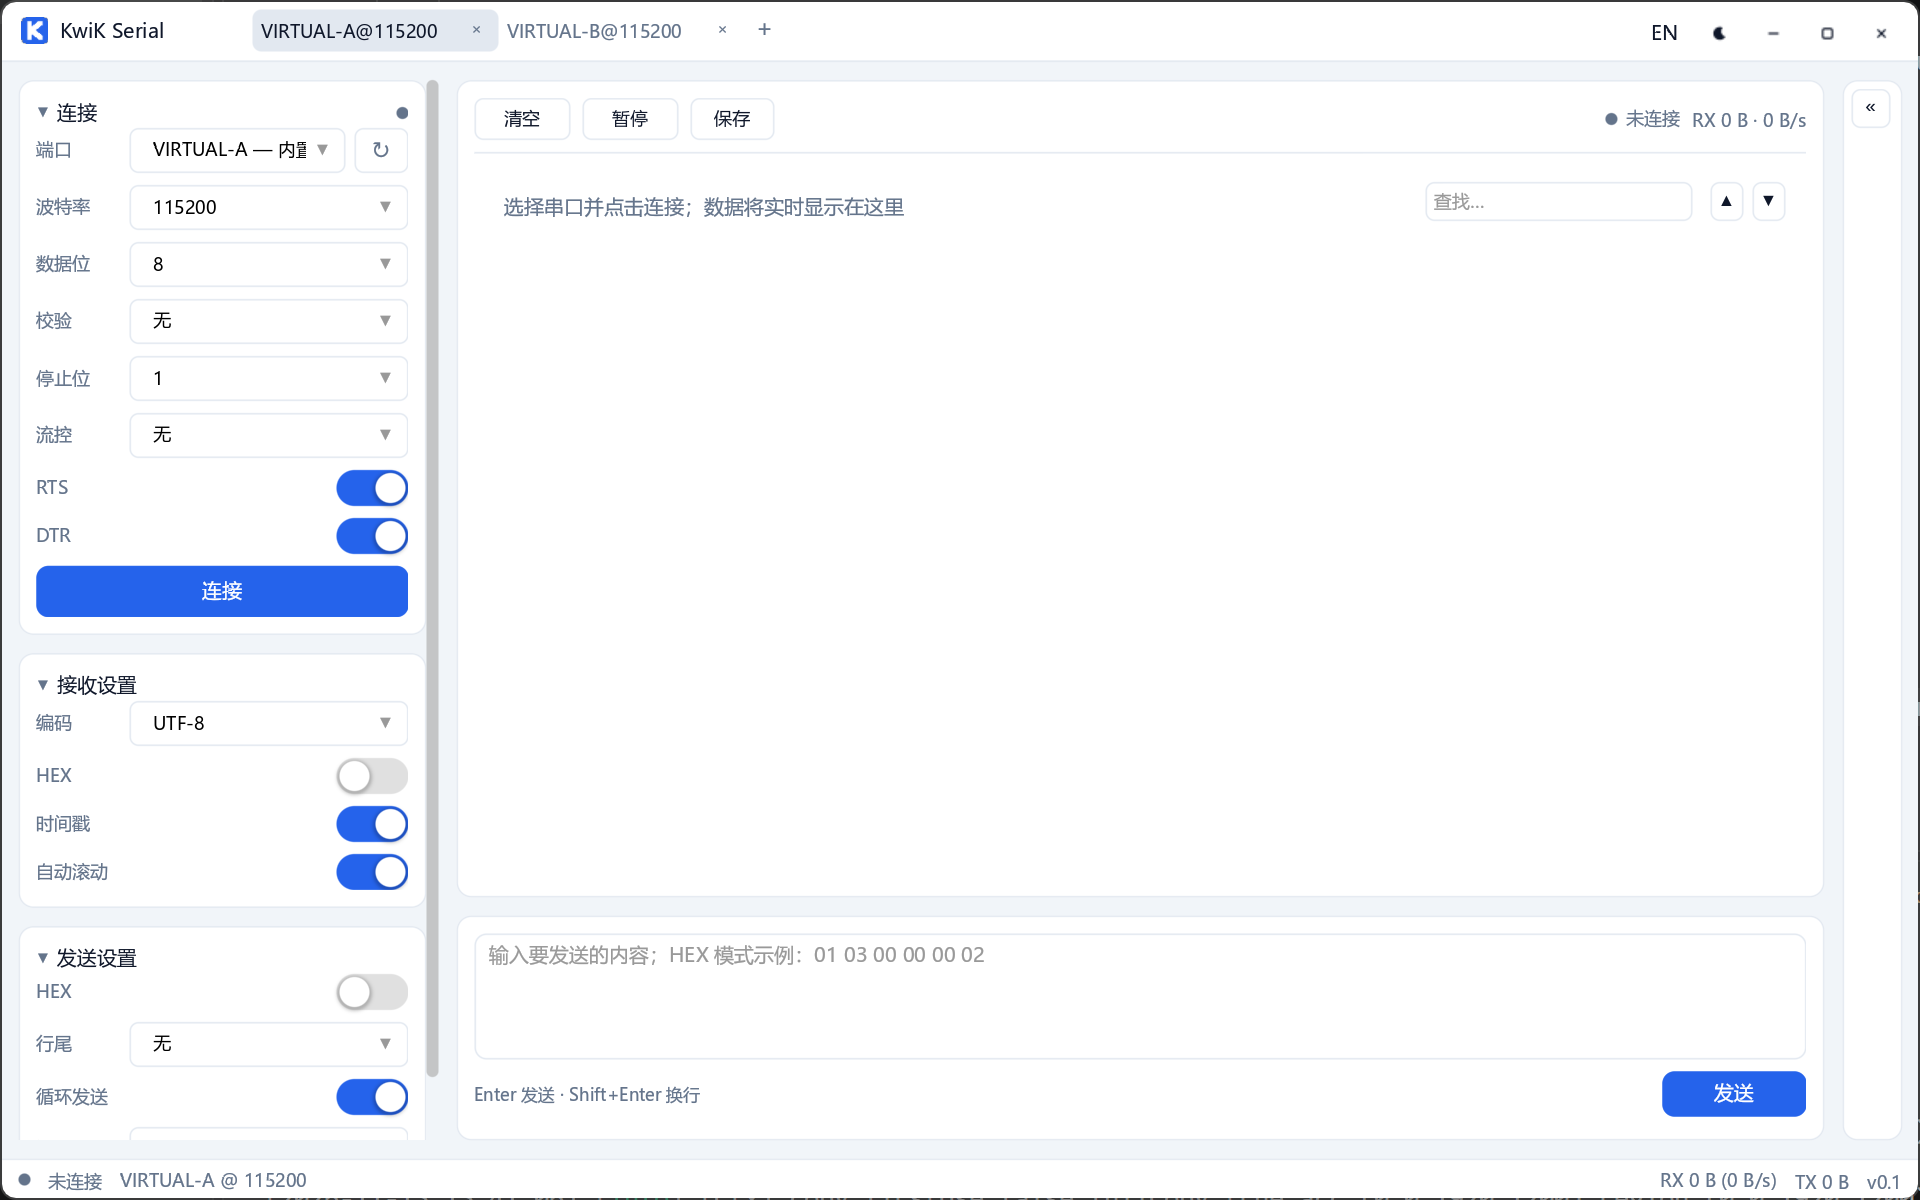 KwiK Serial
VIRTUAL-A@115200 ×
VIRTUAL-B@115200 × +
EN
▼ 连接
端口 VIRTUAL-A — 内置 ▼ ↻
波特率 115200 ▼
数据位 8 ▼
校验 无 ▼
停止位 1 ▼
流控 无 ▼
RTS
DTR
连接
▼ 接收设置
编码 UTF-8 ▼
HEX
时间戳
自动滚动
▼ 发送设置
HEX
行尾 无 ▼
循环发送
清空 暂停 保存
未连接 RX 0 B · 0 B/s
选择串口并点击连接；数据将实时显示在这里
查找... ▲ ▼
«
输入要发送的内容；HEX 模式示例：01 03 00 00 00 02
Enter 发送 · Shift+Enter 换行
发送
未连接 VIRTUAL-A @ 115200
RX 0 B (0 B/s) TX 0 B v0.1